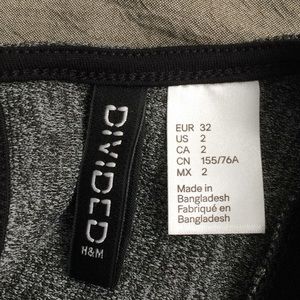 DIVIDED
H&M
EUR 32
US 2
CA 2
CN 155/76A
MX 2
Made in
Bangladesh
Fabriqué en
Bangladesh